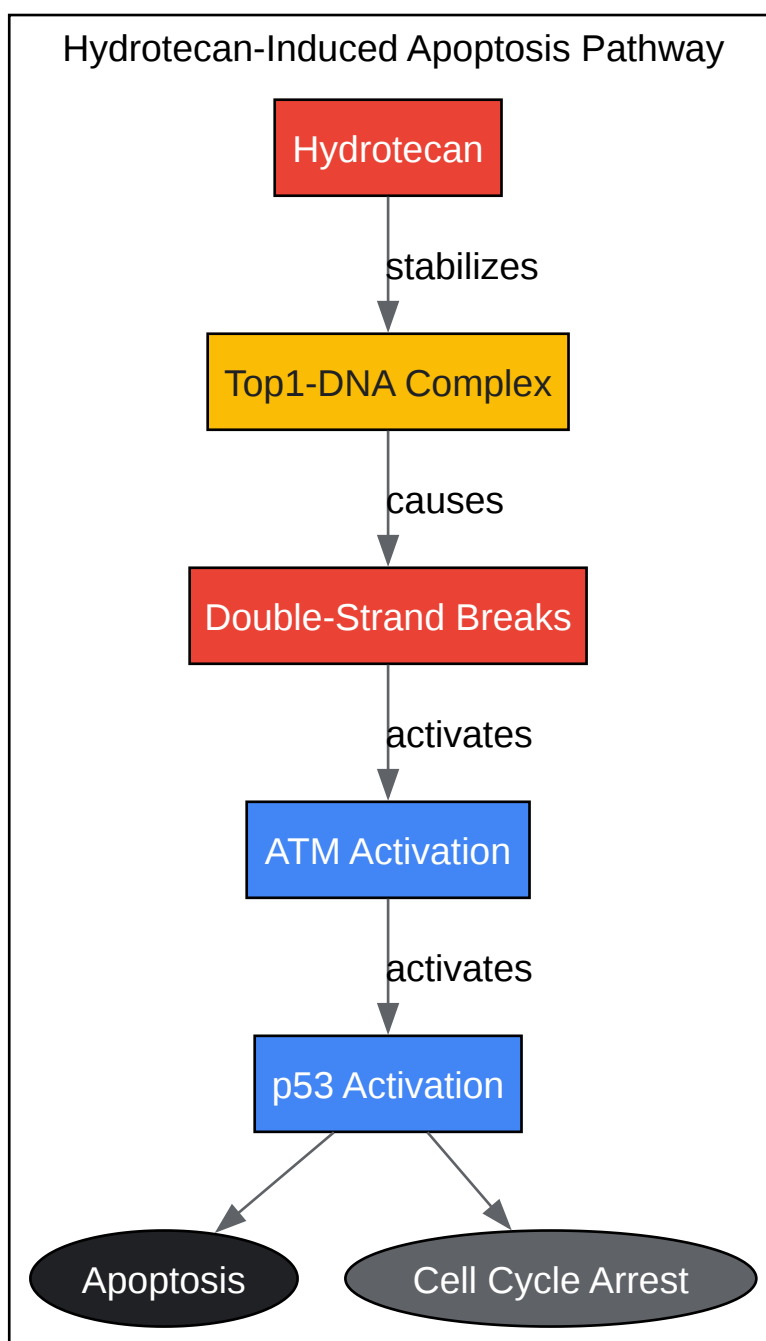 Hydrotecan-Induced Apoptosis Pathway
Hydrotecan
stabilizes
Top1-DNA Complex
causes
Double-Strand Breaks
activates
ATM Activation
activates
p53 Activation
Apoptosis
Cell Cycle Arrest